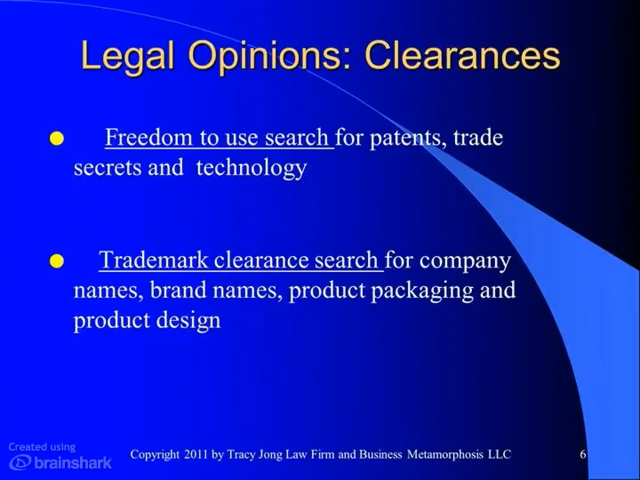 Legal Opinions: Clearances
Freedom to use search for patents, trade
secrets and technology
Trademark clearance search for company
names, brand names, product packaging and
product design
Created using
brainshark
Copyright 2011 by Tracy Jong Law Firm and Business Metamorphosis LLC
6